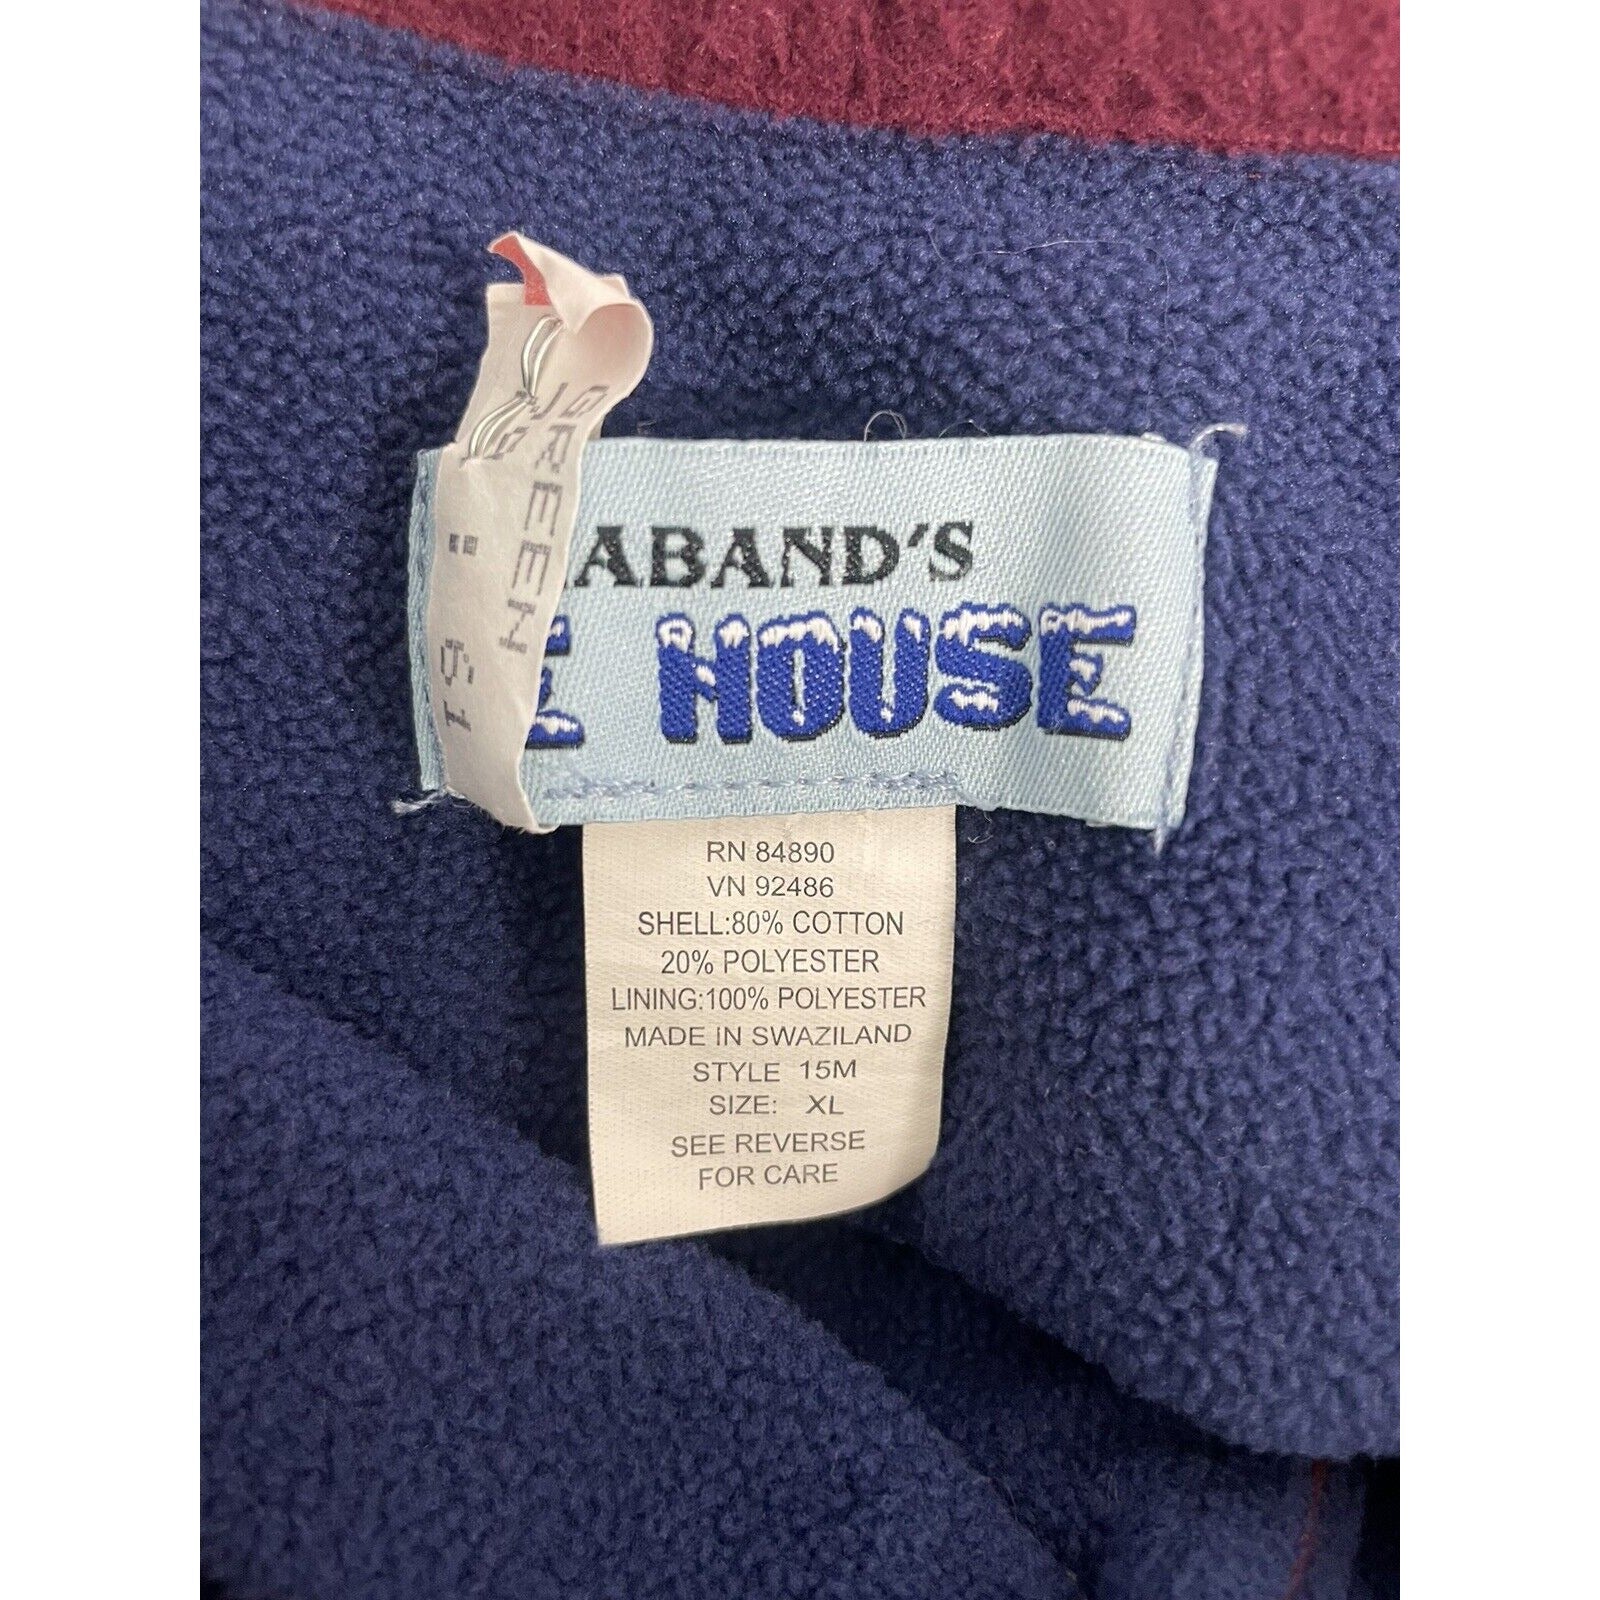 GREEN
ABAND'S
E HOUSE
RN 84890
VN 92486
SHELL:80% COTTON
20% POLYESTER
LINING:100% POLYESTER
MADE IN SWAZILAND
STYLE 15M
SIZE: XL
SEE REVERSE
FOR CARE